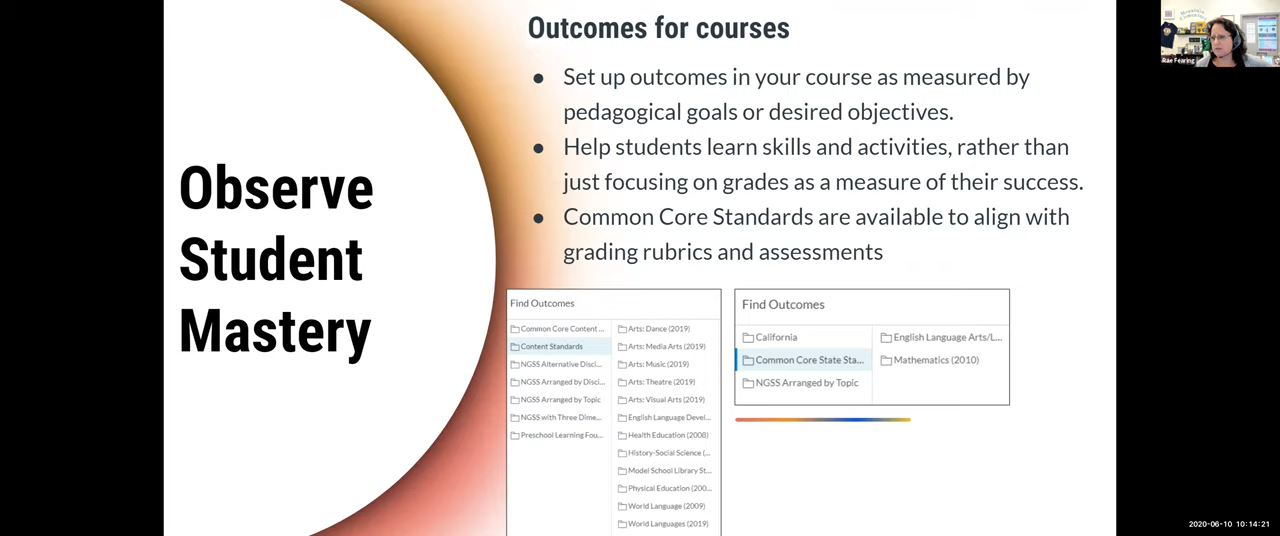 Observe
Student
Mastery
Outcomes for courses
● Set up outcomes in your course as measured by
pedagogical goals or desired objectives.
● Help students learn skills and activities, rather than
just focusing on grades as a measure of their success.
● Common Core Standards are available to align with
grading rubrics and assessments
Find Outcomes
Common Core Content ...
Content Standards
NGSS Alternative Disci...
NGSS Arranged by Disci...
NGSS Arranged by Topic
NGSS with Three Dime...
Preschool Learning Fou...
Arts: Dance (2019)
Arts: Media Arts (2019)
Arts: Music (2019)
Arts: Theatre (2019)
Arts: Visual Arts (2019)
English Language Devel...
Health Education (2008)
History-Social Science (...
Model School Library St...
Physical Education (200...
World Language (2009)
World Languages (2019)
Find Outcomes
California
Common Core State Sta...
NGSS Arranged by Topic
English Language Arts/L...
Mathematics (2010)
Rae Fearing
2020-06-10 10:14:21